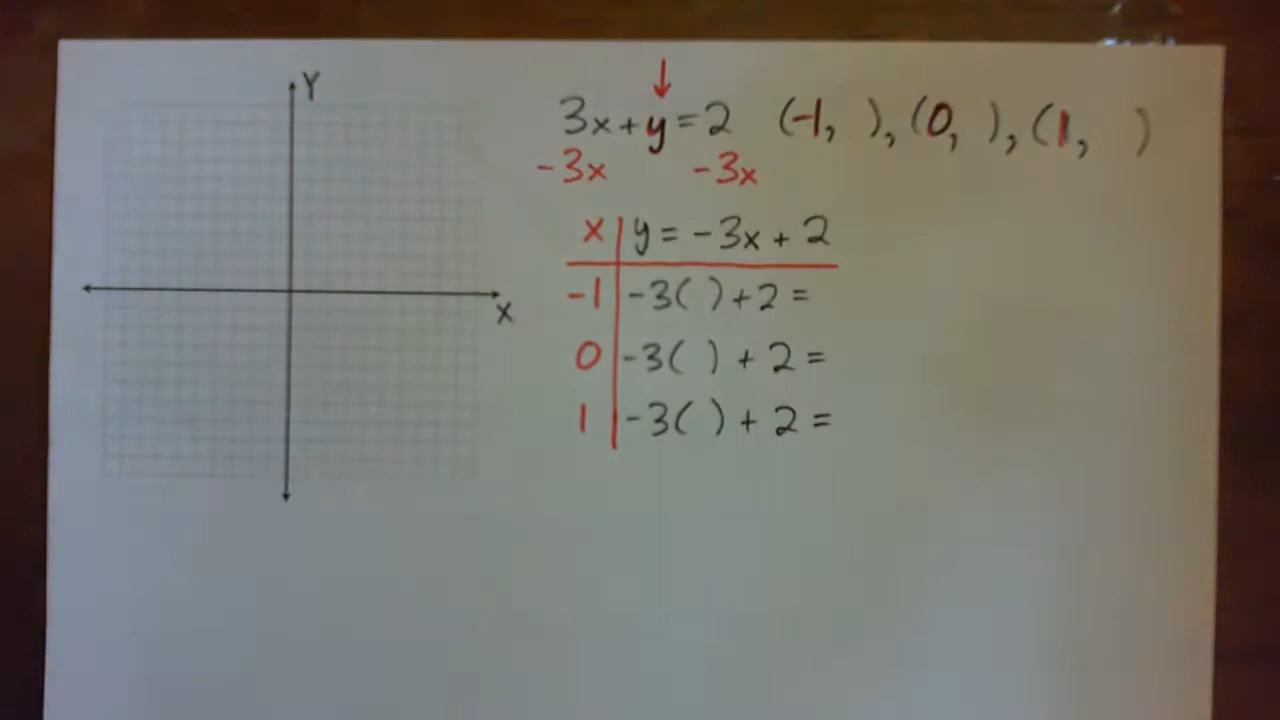 Y
X
3x+y=2 (-1, ), (0, ), (1, )
-3x -3x
x y = -3x + 2
-1 -3( ) + 2 =
0 -3( ) + 2 =
1 -3( ) + 2 =